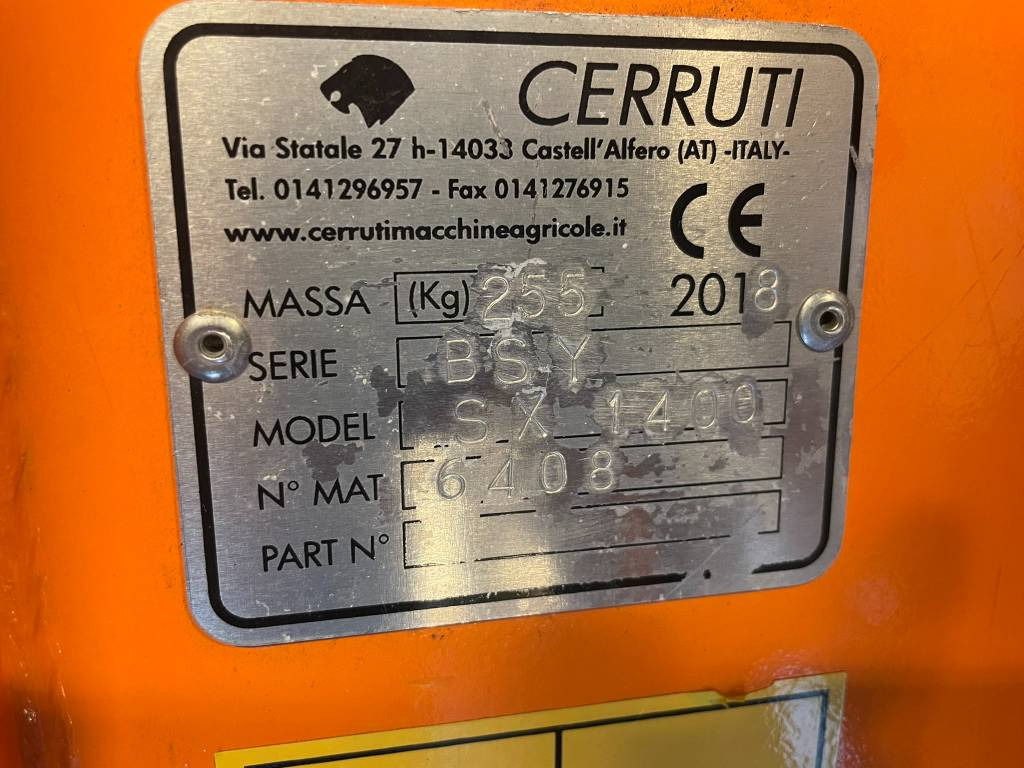 CERRUTI
Via Statale 27 h-14033 Castell'Alfero (AT) -ITALY-
Tel. 0141296957 - Fax 0141276915
www.cerrutimacchineagricole.it
CE
MASSA (Kg) 255 2018
SERIE BSY
MODEL SX 1400
N° MAT 6408
PART N°